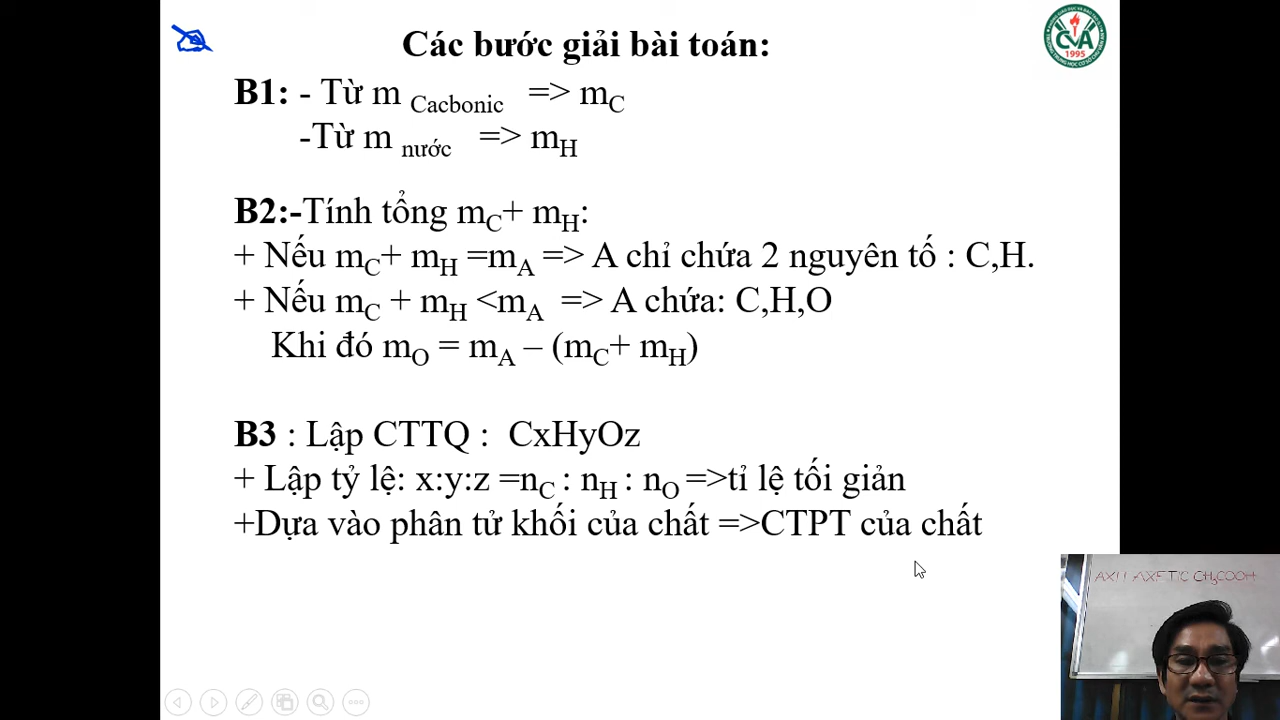 Các bước giải bài toán:
CVA
1995
B1: - Từ m Cacbonic => mC
-Từ m nước => mH
B2:-Tính tổng mC+ mH:
+ Nếu mC+ mH =mA => A chỉ chứa 2 nguyên tố : C,H.
+ Nếu mC + mH <mA => A chứa: C,H,O
Khi đó mO = mA – (mC+ mH)
B3 : Lập CTTQ : CxHyOz
+ Lập tỷ lệ: x:y:z =nC : nH : nO =>tỉ lệ tối giản
+Dựa vào phân tử khối của chất =>CTPT của chất
AXIT AXETIC CH3COOH